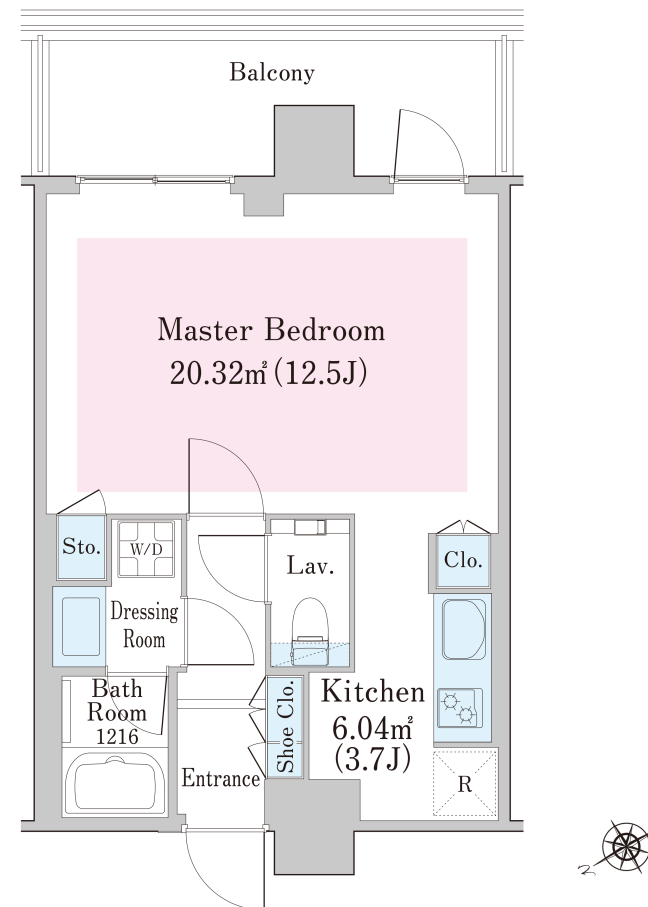 Balcony
Master Bedroom
20.32㎡(12.5J)
Sto.
W/D
Lav.
Clo.
Dressing
Room
Bath
Room
1216
Shoe Clo.
Kitchen
6.04㎡
(3.7J)
Entrance
R
N